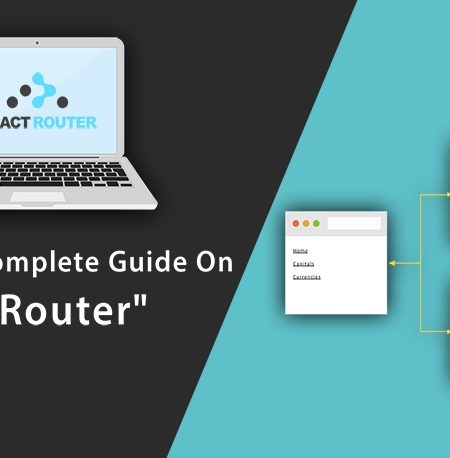 ACT ROUTER
omplete Guide On
Router"
Home
Capitals
Currencies